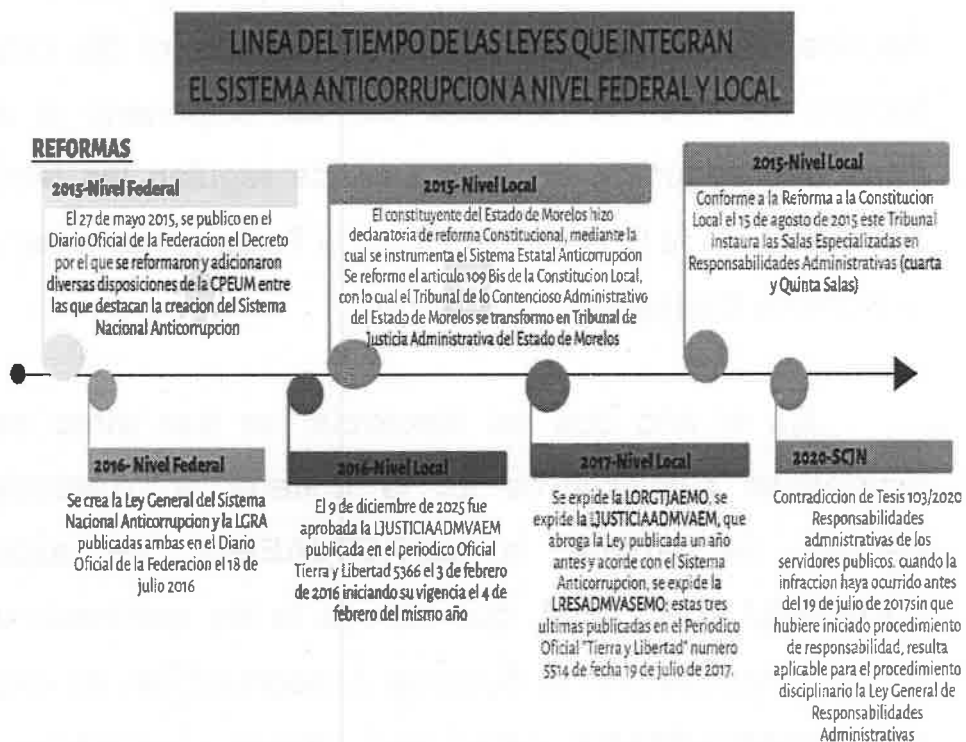 LINEA DEL TIEMPO DE LAS LEYES QUE INTEGRAN
EL SISTEMA ANTICORRUPCION A NIVEL FEDERAL Y LOCAL
REFORMAS
2015-Nivel Federal
El 27 de mayo 2015, se publico en el
Diario Oficial de la Federacion el Decreto
por el que se reformaron y adicionaron
diversas disposiciones de la CPEUM entre
las que destacan la creacion del Sistema
Nacional Anticorrupcion
2015- Nivel Local
El constituyente del Estado de Morelos hizo
declaratoria de reforma Constitucional, mediante la
cual se instrumenta el Sistema Estatal Anticorrupcion
Se reformo el articulo 109 Bis de la Constitucion Local,
con lo cual el Tribunal de lo Contencioso Administrativo
del Estado de Morelos se transformo en Tribunal de
Justicia Administrativa del Estado de Morelos
2015-Nivel Local
Conforme a la Reforma a la Constitucion
Local el 15 de agosto de 2015 este Tribunal
instaura las Salas Especializadas en
Responsabilidades Administrativas (cuarta
y Quinta Salas)
2016- Nivel Federal
Se crea la Ley General del Sistema
Nacional Anticorrupcion y la LGRA
publicadas ambas en el Diario
Oficial de la Federacion el 18 de
julio 2016
2016-Nivel Local
El 9 de diciembre de 2025 fue
aprobada la LJUSTICIAADMVAEM
publicada en el periodico Oficial
Tierra y Libertad 5366 el 3 de febrero
de 2016 iniciando su vigencia el 4 de
febrero del mismo año
2017-Nivel Local
Se expide la LORGTJAEMO, se
expide la LJUSTICIAADMVAEM, que
abroga la Ley publicada un año
antes y acorde con el Sistema
Anticorrupcion, se expide la
LRESADMVASEMO; estas tres
ultimas publicadas en el Periodico
Oficial "Tierra y Libertad" numero
5514 de fecha 19 de julio de 2017.
2020-SCJN
Contradiccion de Tesis 103/2020
Responsabilidades
admnstrativas de los
servidores publicos. cuando la
infraccion haya ocurrido antes
del 19 de julio de 2017sin que
hubiere iniciado procedimiento
de responsabilidad, resulta
aplicable para el procedimiento
disciplinario la Ley General de
Responsabilidades
Administrativas